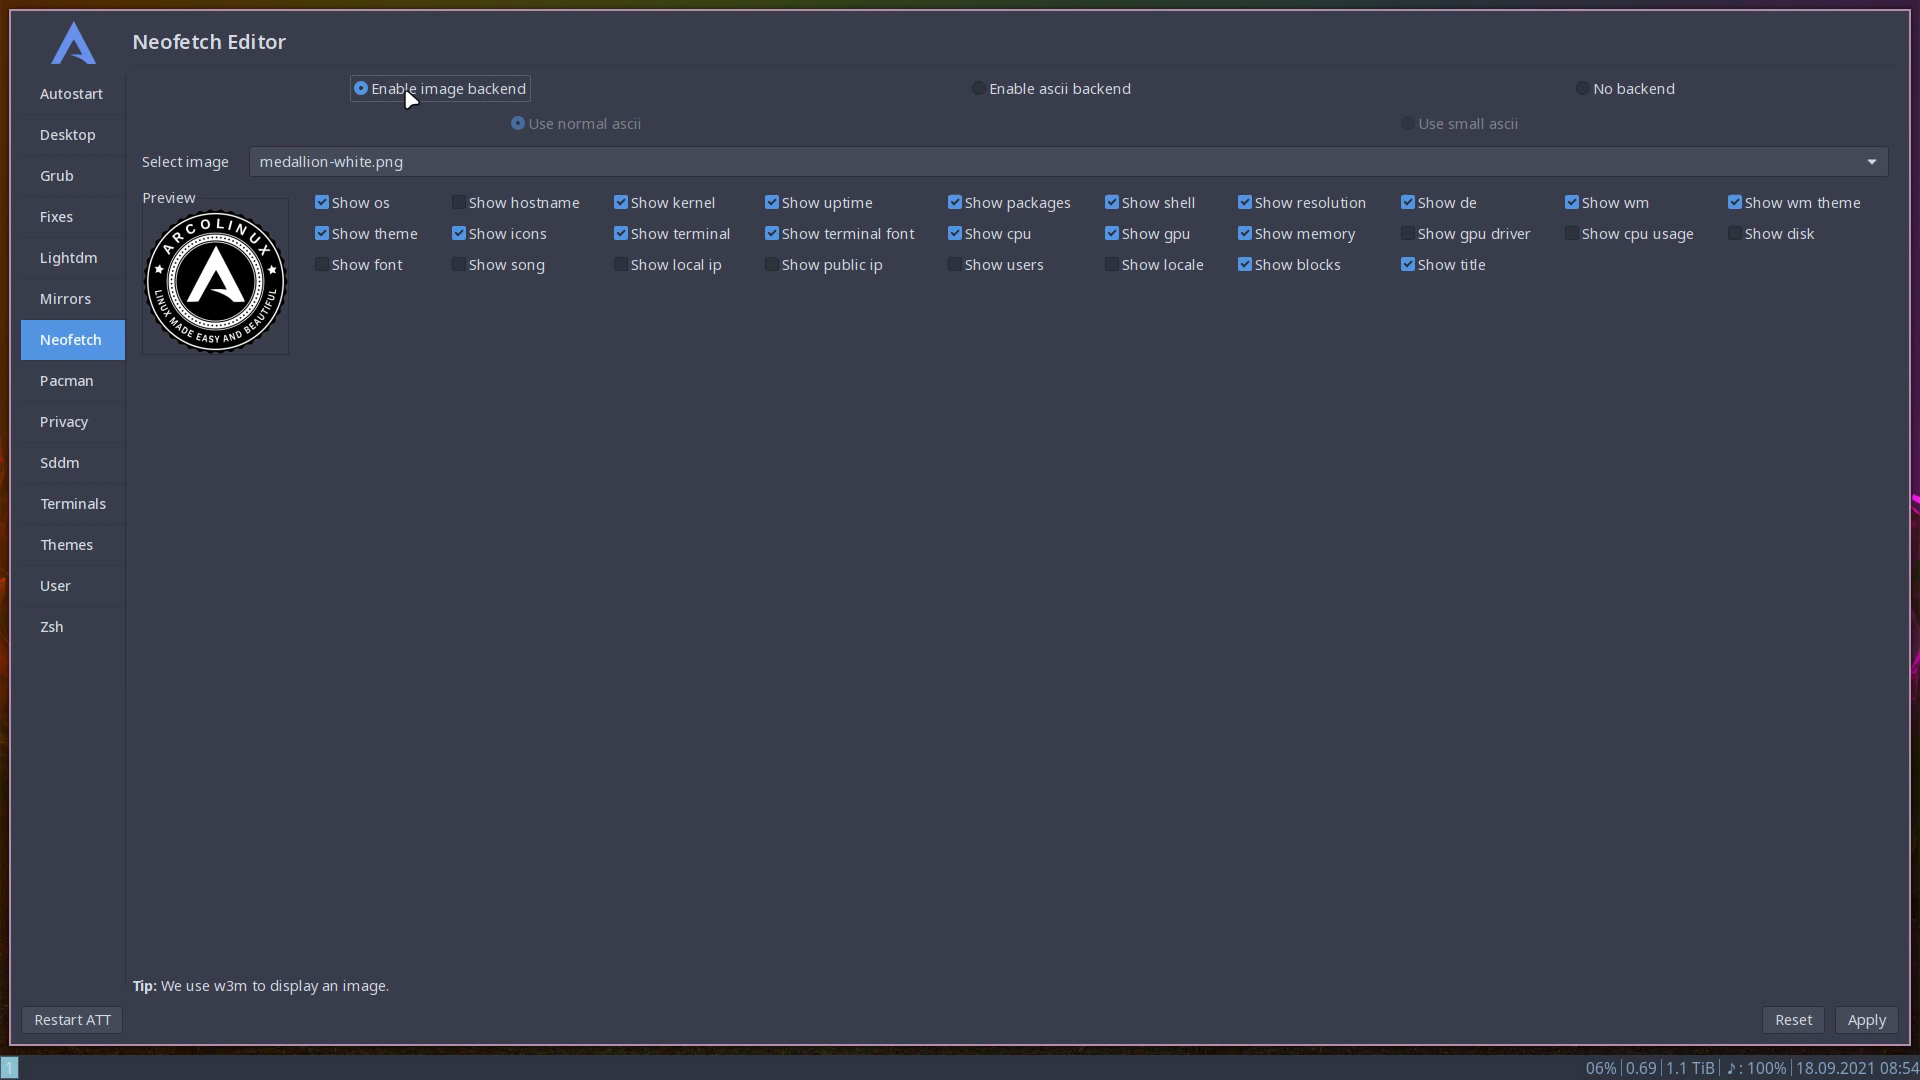 Neofetch Editor
Autostart
Desktop
Grub
Fixes
Lightdm
Mirrors
Neofetch
Pacman
Privacy
Sddm
Terminals
Themes
User
Zsh
Enable image backend Enable ascii backend No backend
Use normal ascii Use small ascii
Select image medallion-white.png
Preview
ARCOLINUX
LINUX MADE EASY AND BEAUTIFUL
Show os Show hostname Show kernel Show uptime Show packages Show shell Show resolution Show de Show wm Show wm theme
Show theme Show icons Show terminal Show terminal font Show cpu Show gpu Show memory Show gpu driver Show cpu usage Show disk
Show font Show song Show local ip Show public ip Show users Show locale Show blocks Show title
Tip: We use w3m to display an image.
Restart ATT Reset Apply
1 06% 0.69 1.1 TiB ♪: 100% 18.09.2021 08:54